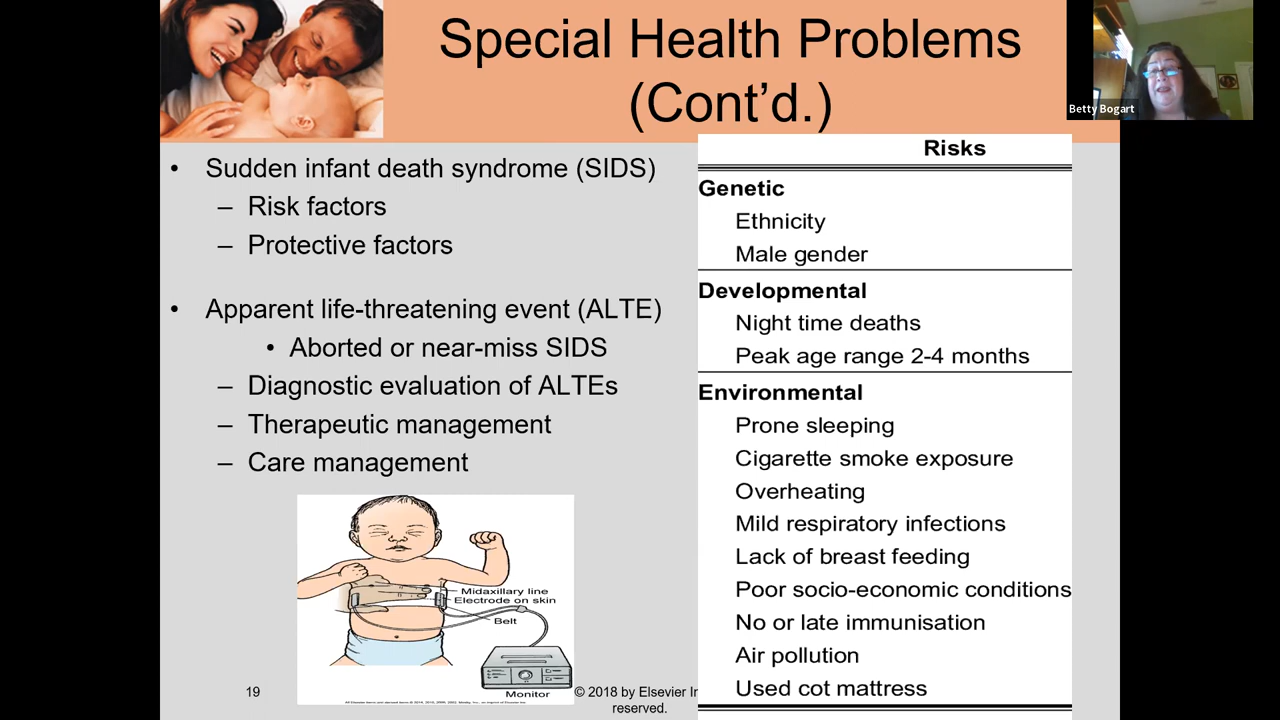 Special Health Problems
(Cont'd.)
Betty Bogart
• Sudden infant death syndrome (SIDS)
– Risk factors
– Protective factors
• Apparent life-threatening event (ALTE)
• Aborted or near-miss SIDS
– Diagnostic evaluation of ALTEs
– Therapeutic management
– Care management
Midaxillary line
Electrode on skin
Belt
Monitor
Risks
Genetic
Ethnicity
Male gender
Developmental
Night time deaths
Peak age range 2-4 months
Environmental
Prone sleeping
Cigarette smoke exposure
Overheating
Mild respiratory infections
Lack of breast feeding
Poor socio-economic conditions
No or late immunisation
Air pollution
Used cot mattress
19
© 2018 by Elsevier
reserved.